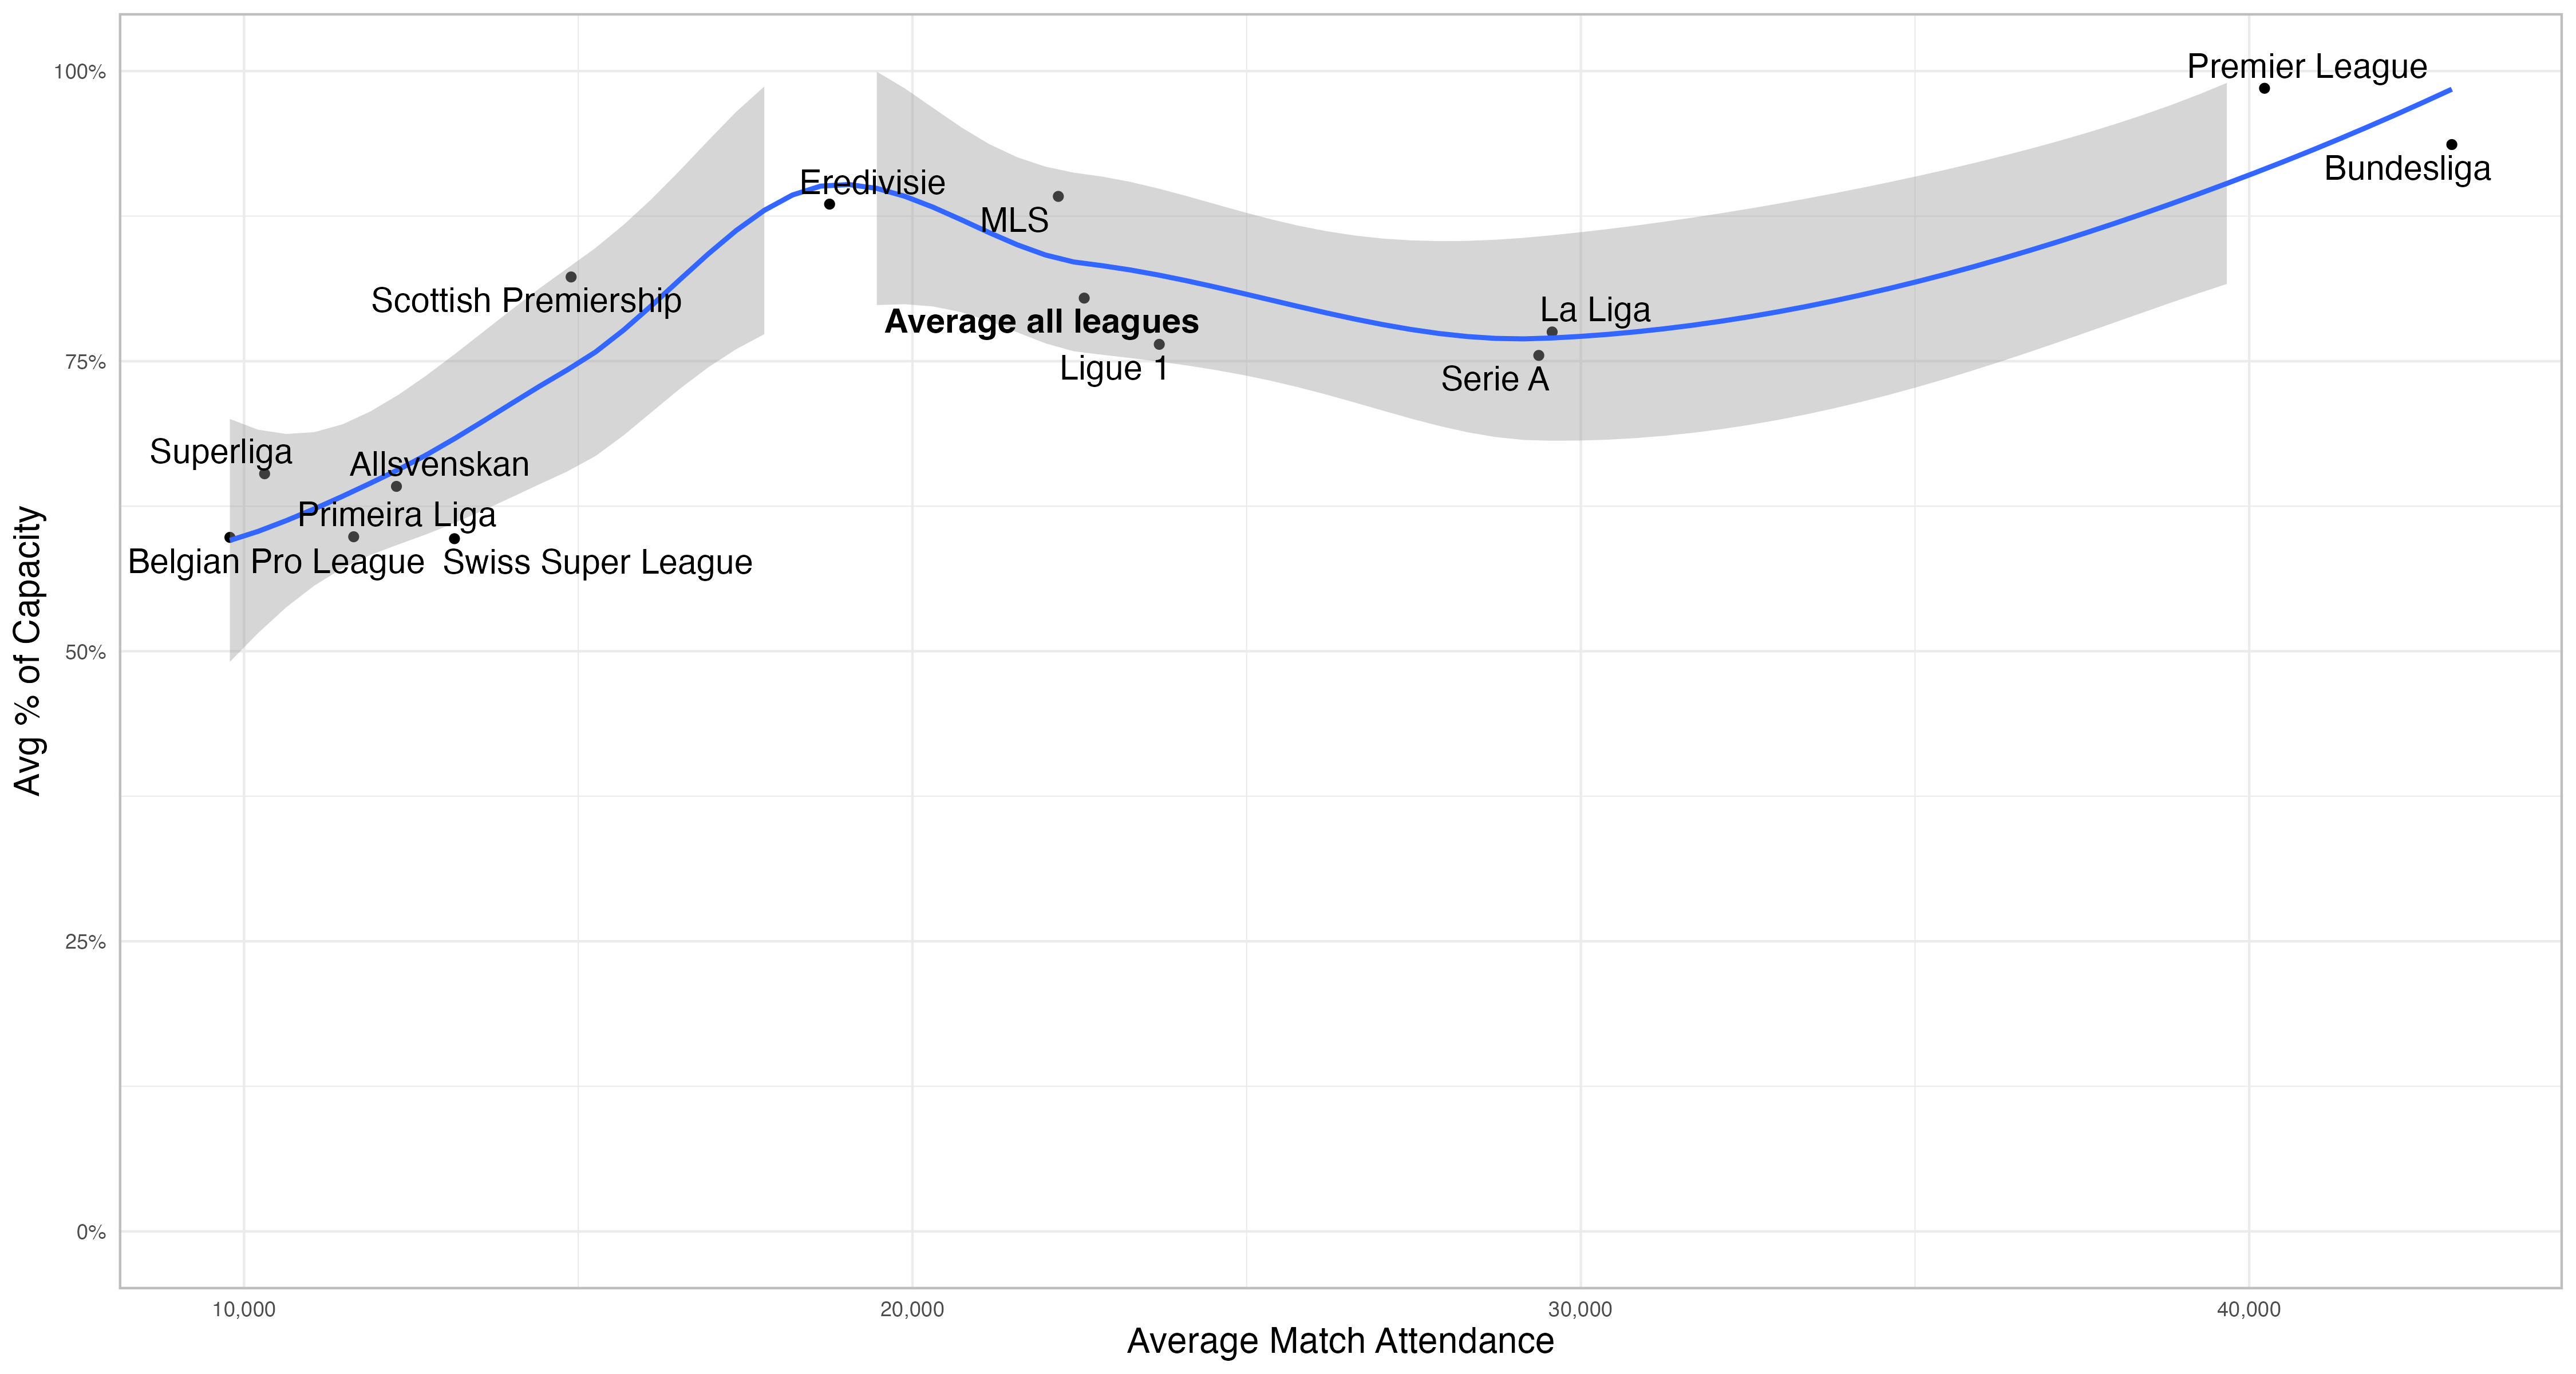 100%
75%
50%
25%
0%
Avg % of Capacity
Premier League
Bundesliga
Eredivisie
MLS
Scottish Premiership
Average all leagues
La Liga
Ligue 1
Serie A
Superliga
Allsvenskan
Primeira Liga
Belgian Pro League
Swiss Super League
10,000
20,000
30,000
40,000
Average Match Attendance